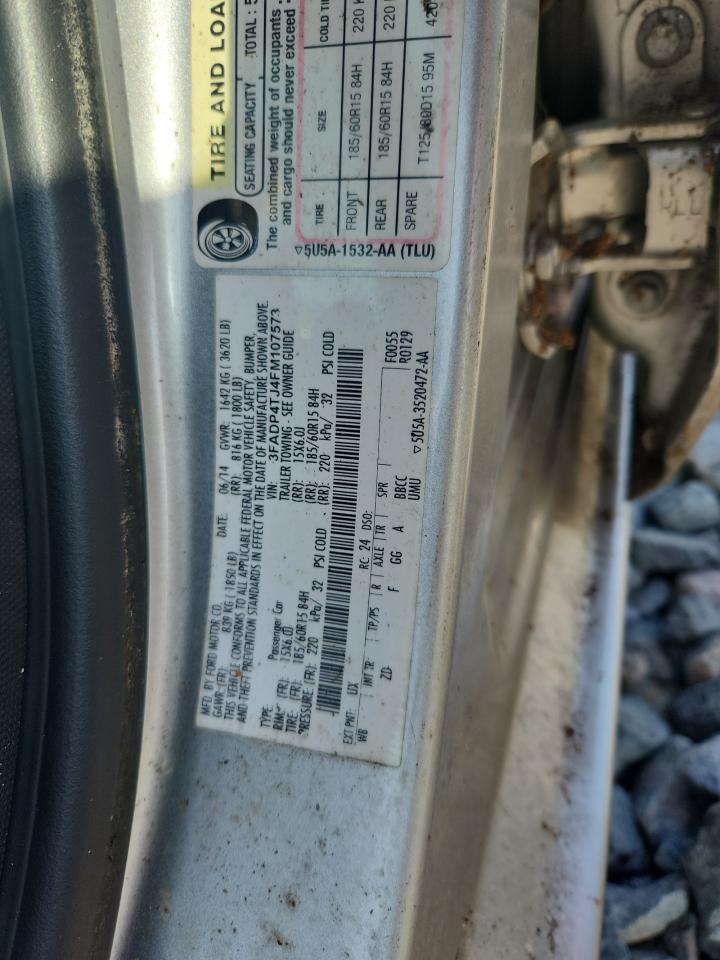 TIRE AND LOA
SEATING CAPACITY TOTAL : 5
The combined weight of occupants
and cargo should never exceed
TIRE SIZE COLD TI
FRONT 185/60R15 84H 220 K
REAR 185/60R15 84H 220
SPARE T125/80D15 95M 420
5U5A-1532-AA (TLU)
MFD. BY FORD MOTOR CO.
DATE: 06/14 GVWR: 1642 KG ( 3620 LB)
GAWR: (FR): 839 KG ( 1850 LB) (RR): 816 KG ( 1800 LB)
THIS VEHICLE CONFORMS TO ALL APPLICABLE FEDERAL MOTOR VEHICLE SAFETY, BUMPER,
AND THEFT PREVENTION STANDARDS IN EFFECT ON THE DATE OF MANUFACTURE SHOWN ABOVE.
VIN: 3FADP4TJ4FM107573
TYPE: Passenger Car TRAILER TOWING - SEE OWNER GUIDE
RIM: (FR): 15X6.0J (RR): 15X6.0J
TIRE: (FR): 185/60R15 84H (RR): 185/60R15 84H
PRESSURE: (FR): 220 kPa/ 32 PSI COLD (RR): 220 kPa/ 32 PSI COLD
EXT PNT: UX RC: 24 DSO: F0055
WB INT TR TP/PS R AXLE TR SPR R0129
ZD F GG A BBCC
UMU
5U5A-3520472-AA